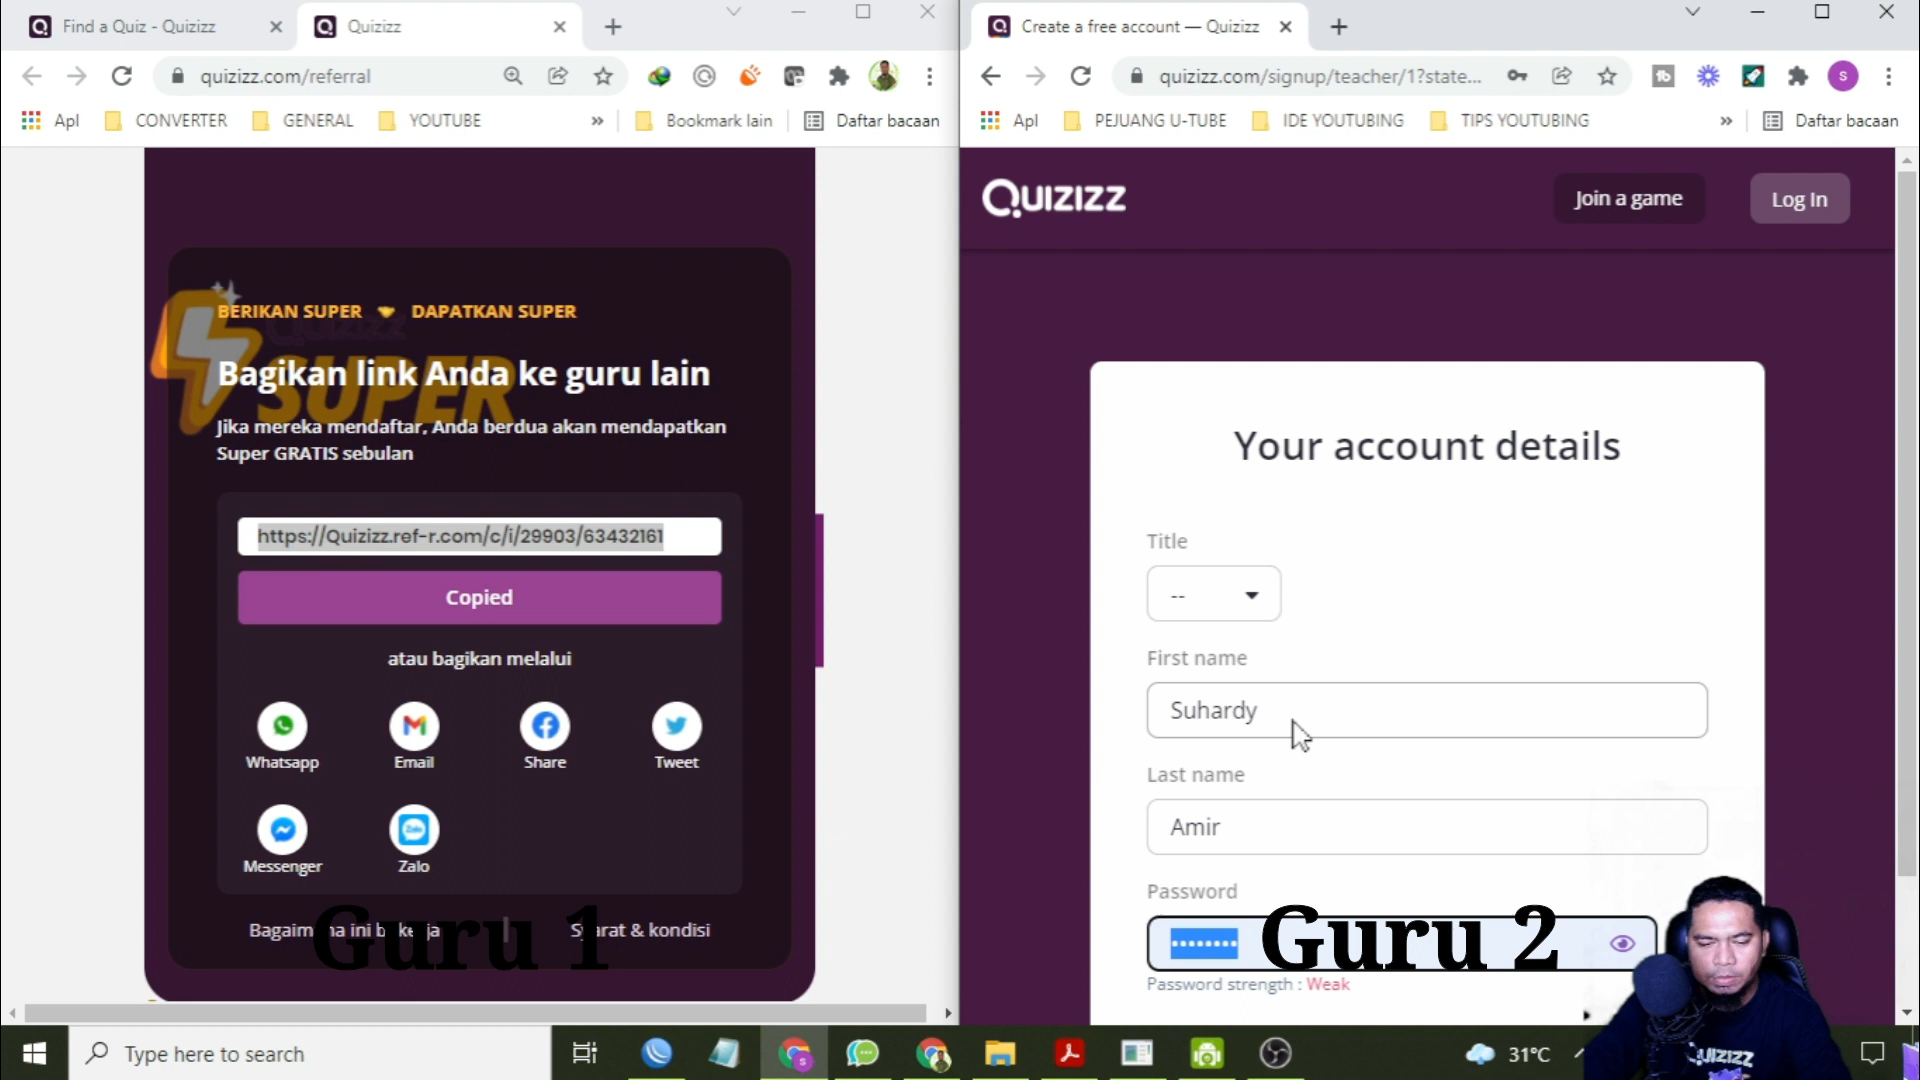 Find a Quiz - Quizizz
Quizizz
quizizz.com/referral
Apl
CONVERTER
GENERAL
YOUTUBE
»
Bookmark lain
Daftar bacaan
BERIKAN SUPER
DAPATKAN SUPER
SUPER
Bagikan link Anda ke guru lain
Jika mereka mendaftar, Anda berdua akan mendapatkan
Super GRATIS sebulan
https://Quizizz.ref-r.com/c/i/29903/63432161
Copied
atau bagikan melalui
Whatsapp
Email
Share
Tweet
Messenger
Zalo
Syarat & kondisi
Guru 1
Create a free account — Quizizz
quizizz.com/signup/teacher/1?state...
S
Apl
PEJUANG U-TUBE
IDE YOUTUBING
TIPS YOUTUBING
»
Daftar bacaan
QUIZIZZ
Join a game
Log In
Your account details
Title
--
First name
Suhardy
Last name
Amir
Password
••••••••
Guru 2
Password strength : Weak
Type here to search
31°C
QUIZIZZ